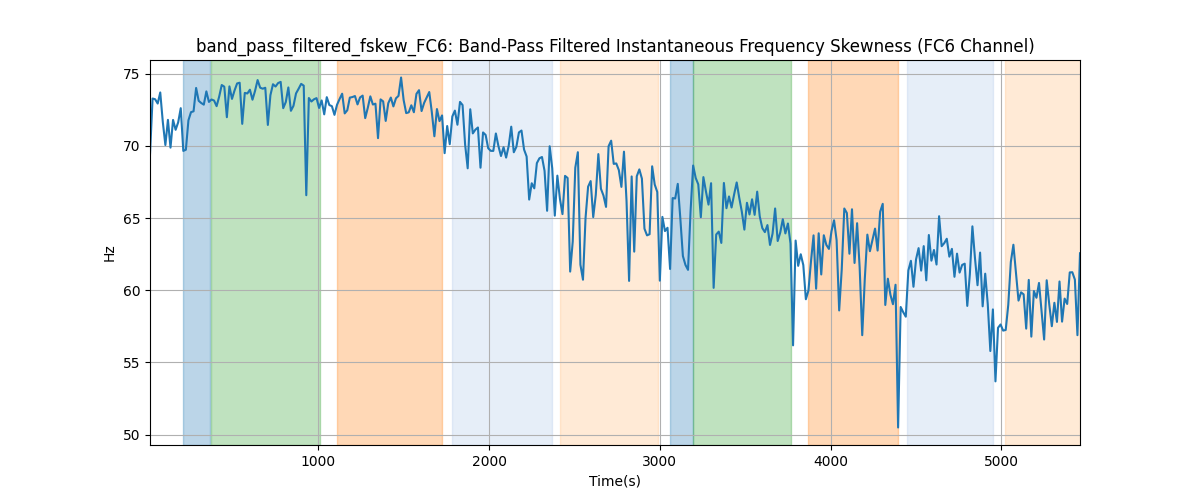 band_pass_filtered_fskew_FC6: Band-Pass Filtered Instantaneous Frequency Skewness (FC6 Channel)
75
70
65
60
55
50
Hz
1000 2000 3000 4000 5000
Time(s)